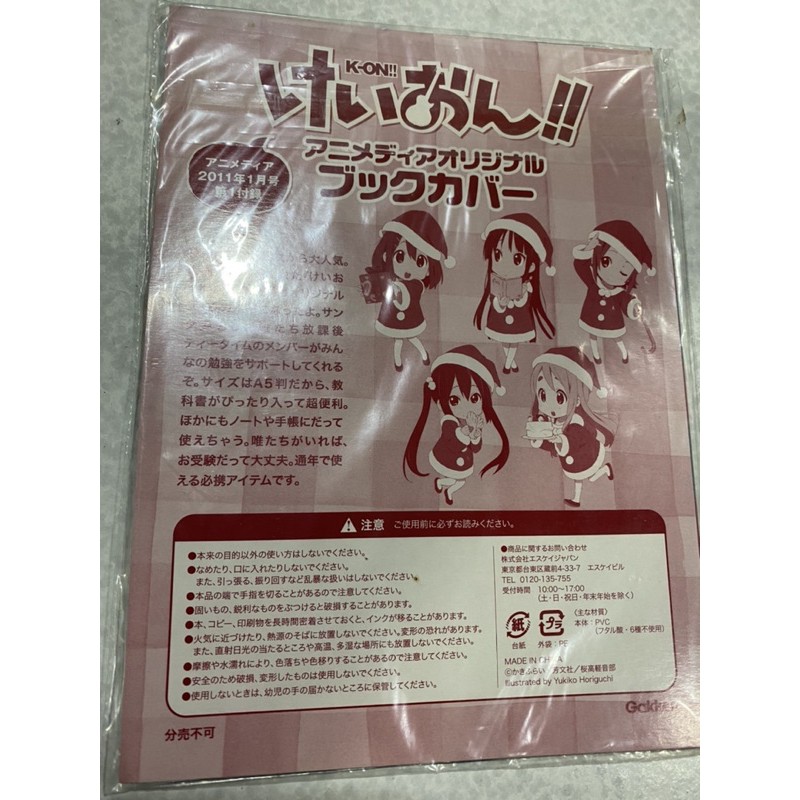 K-ON!!
けいおん!!
アニメディアオリジナル
ブックカバー
アニメディア
2011年1月号
第1付録
大人気。
けいお
ジナル
よ。サン
放課後
ティータイムのメンバーがみん
なの勉強をサポートしてくれる
ぞ。サイズはA5判だから、教
科書がぴったり入って超便利。
ほかにもノートや手帳にだって
使えちゃう。唯たちがいれば、
お受験だって大丈夫。通年で使
える必携アイテムです。
注意 ご使用前に必ずお読みください。
●本来の目的以外の使い方はしないでください。
●なめたり、口に入れたりしないでください。
また、引っ張る、振り回すなど乱暴な扱いはしないでください。
●本品の端で手指を切ることがあるので注意してください。
●固いもの、鋭利なものをぶつけると破損することがあります。
●本、コピー、印刷物を長時間密着させておくと、インクが移ることがあります。
●火気に近づけたり、熱源のそばに放置しないでください。変形の恐れがあります。
また、直射日光の当たるところや高温、多湿な場所にも放置しないでください。
●摩擦や水濡れにより、色落ちや色移りすることがあるので注意してください。
●安全のため破損、変形したものは使用しないでください。
●使用しないときは、幼児の手の届かないところに保管してください。
●商品に関するお問い合わせ
株式会社エスケイジャパン
東京都台東区蔵前4-33-7 エスケイビル
TEL 0120-135-755
受付時間 10:00～17:00
(土・日・祝日・年末年始を除く)
紙
台紙
プラ
外袋:PE
(主な材質)
本体:PVC
(フタル酸・6種不使用)
MADE IN CHINA
©かきふらい/芳文社/桜高軽音部
Illustrated by Yukiko Horiguchi
Gakken
分売不可